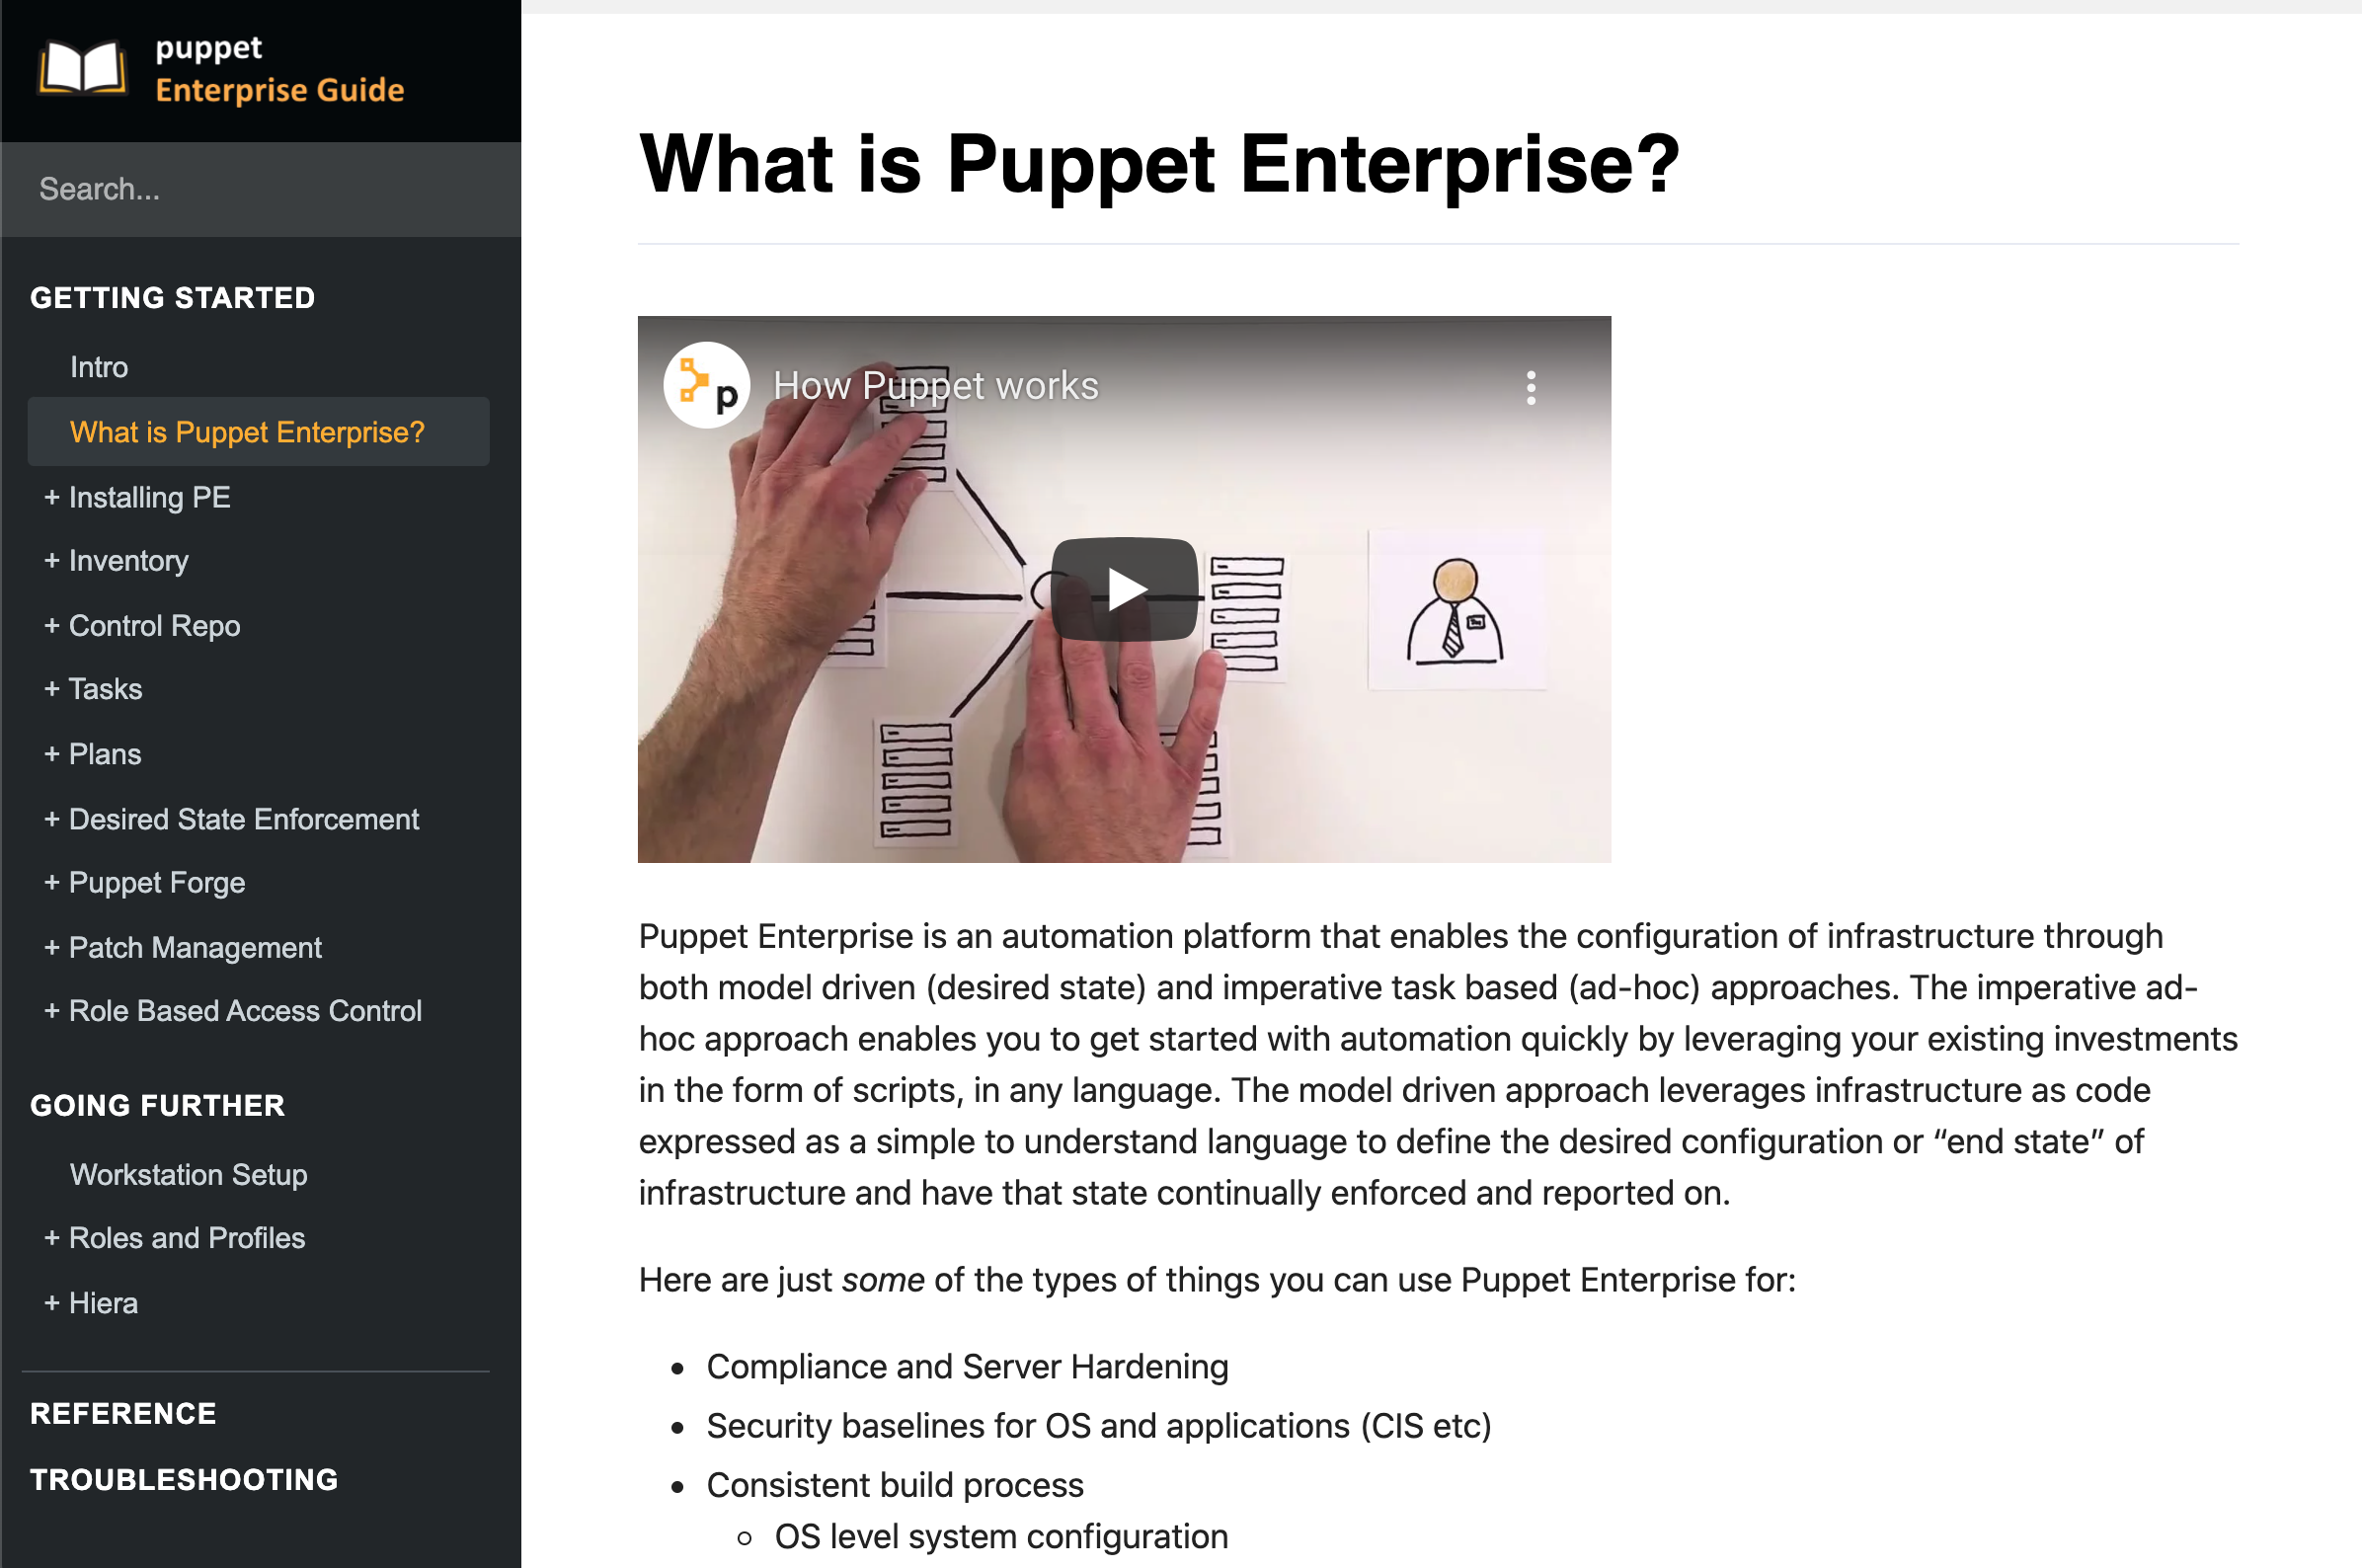 puppet
Enterprise Guide
Search...
GETTING STARTED
Intro
What is Puppet Enterprise?
+ Installing PE
+ Inventory
+ Control Repo
+ Tasks
+ Plans
+ Desired State Enforcement
+ Puppet Forge
+ Patch Management
+ Role Based Access Control
GOING FURTHER
Workstation Setup
+ Roles and Profiles
+ Hiera
REFERENCE
TROUBLESHOOTING
What is Puppet Enterprise?
p
How Puppet works
Puppet Enterprise is an automation platform that enables the configuration of infrastructure through
both model driven (desired state) and imperative task based (ad-hoc) approaches. The imperative ad-
hoc approach enables you to get started with automation quickly by leveraging your existing investments
in the form of scripts, in any language. The model driven approach leverages infrastructure as code
expressed as a simple to understand language to define the desired configuration or “end state” of
infrastructure and have that state continually enforced and reported on.
Here are just some of the types of things you can use Puppet Enterprise for:
• Compliance and Server Hardening
• Security baselines for OS and applications (CIS etc)
• Consistent build process
◦ OS level system configuration